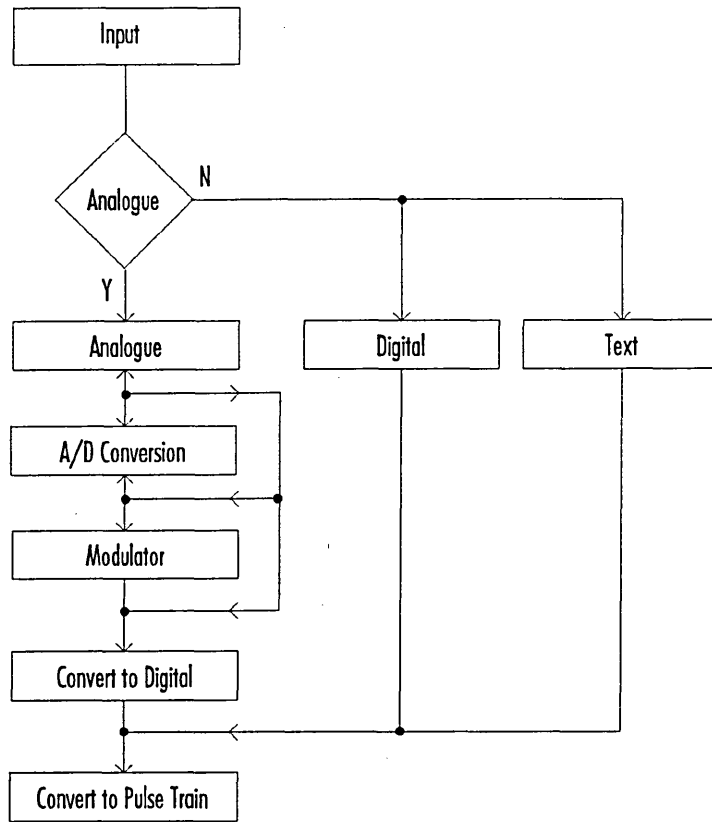 Input
Analogue
N
Y
Analogue
Digital
Text
A/D Conversion
Modulator
Convert to Digital
Convert to Pulse Train